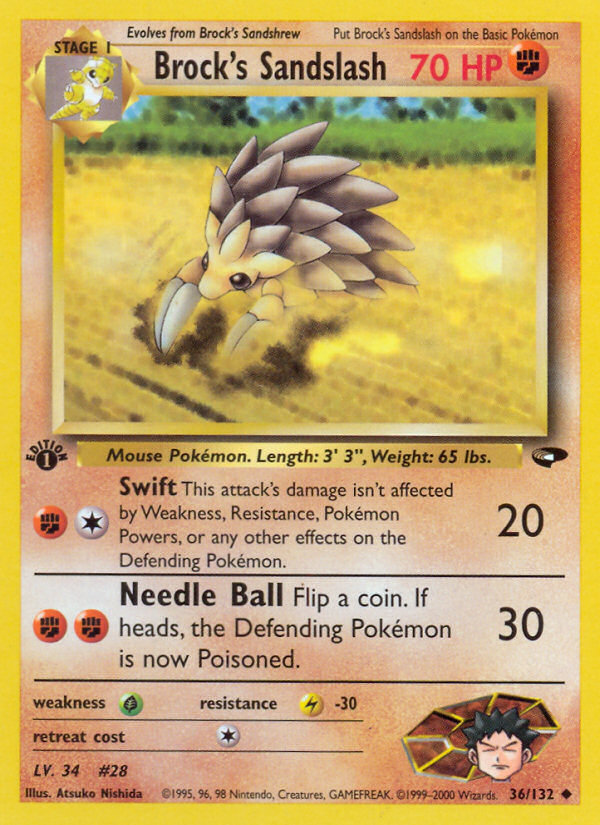 Evolves from Brock's Sandshrew Put Brock's Sandslash on the Basic Pokémon
STAGE 1
Brock's Sandslash 70 HP
EDITION
1
Mouse Pokémon. Length: 3' 3", Weight: 65 lbs.
Swift This attack's damage isn't affected
by Weakness, Resistance, Pokémon
Powers, or any other effects on the
Defending Pokémon.
20
Needle Ball Flip a coin. If
heads, the Defending Pokémon
is now Poisoned.
30
weakness resistance -30
retreat cost
LV. 34 #28
Illus. Atsuko Nishida ©1995, 96, 98 Nintendo, Creatures, GAMEFREAK. ©1999-2000 Wizards. 36/132